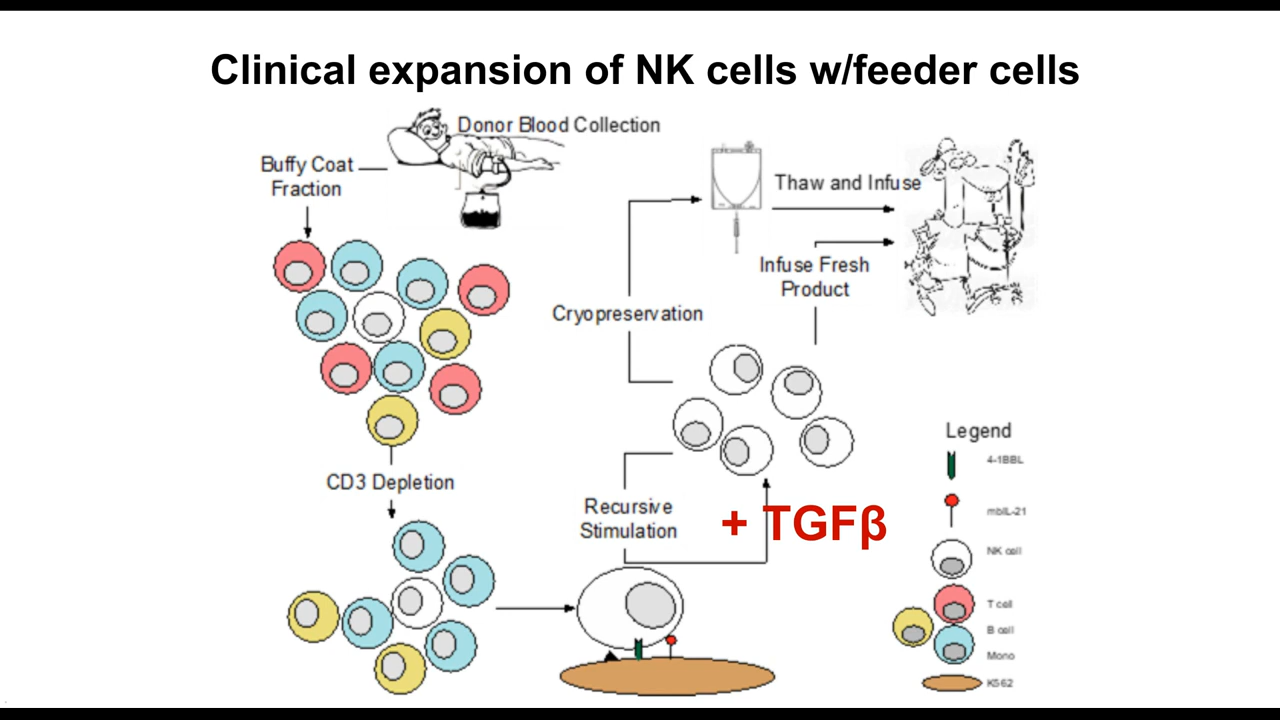 Clinical expansion of NK cells w/feeder cells
Donor Blood Collection
Buffy Coat
Fraction
Thaw and Infuse
Infuse Fresh
Product
Cryopreservation
CD3 Depletion
Recursive
Stimulation
+ TGFβ
Legend
4-1BBL
mbIL-21
NK cell
T cell
B cell
Mono
K562